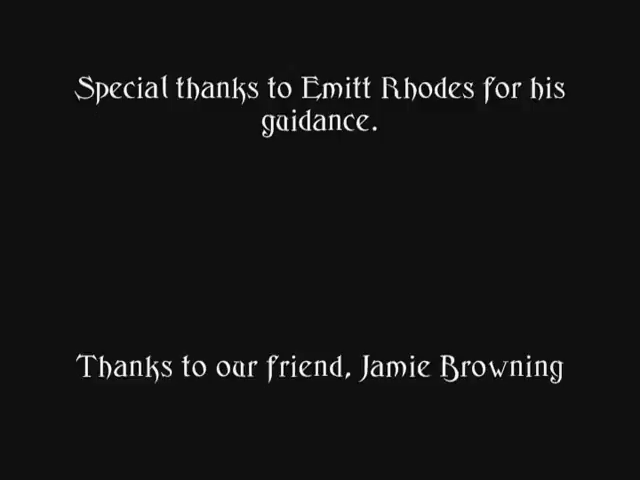 Special thanks to Emitt Rhodes for his
guidance.
Thanks to our friend, Jamie Browning